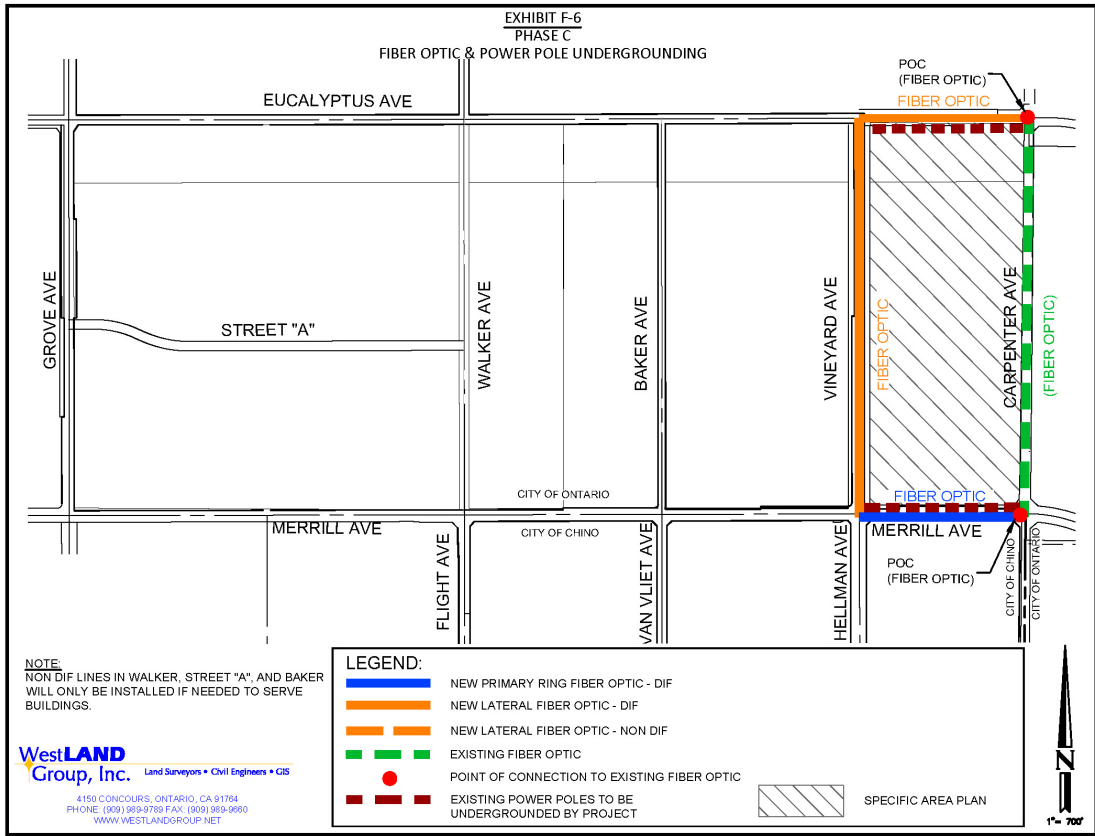 EXHIBIT F-6
PHASE C
FIBER OPTIC & POWER POLE UNDERGROUNDING
POC
(FIBER OPTIC)
EUCALYPTUS AVE
FIBER OPTIC
GROVE AVE
STREET "A"
WALKER AVE
BAKER AVE
VINEYARD AVE
FIBER OPTIC
CARPENTER AVE
(FIBER OPTIC)
CITY OF ONTARIO
FIBER OPTIC
MERRILL AVE
CITY OF CHINO
MERRILL AVE
FLIGHT AVE
VAN VLIET AVE
HELLMAN AVE
POC
(FIBER OPTIC)
CITY OF CHINO
CITY OF ONTARIO
NOTE:
NON DIF LINES IN WALKER, STREET "A", AND BAKER
WILL ONLY BE INSTALLED IF NEEDED TO SERVE
BUILDINGS.
LEGEND:
NEW PRIMARY RING FIBER OPTIC - DIF
NEW LATERAL FIBER OPTIC - DIF
NEW LATERAL FIBER OPTIC - NON DIF
EXISTING FIBER OPTIC
POINT OF CONNECTION TO EXISTING FIBER OPTIC
EXISTING POWER POLES TO BE
UNDERGROUNDED BY PROJECT
SPECIFIC AREA PLAN
WestLAND
Group, Inc.
Land Surveyors • Civil Engineers • GIS
4150 CONCOURS, ONTARIO, CA 91764
PHONE: (909) 989-9789 FAX: (909) 989-9660
WWW.WESTLANDGROUP.NET
N
1"= 700'